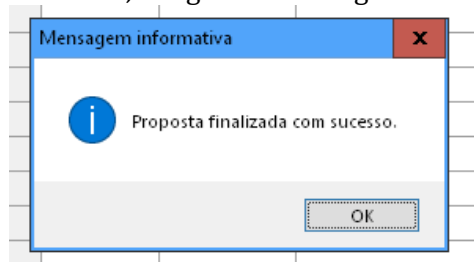 Mensagem informativa
x
i
Proposta finalizada com sucesso.
OK